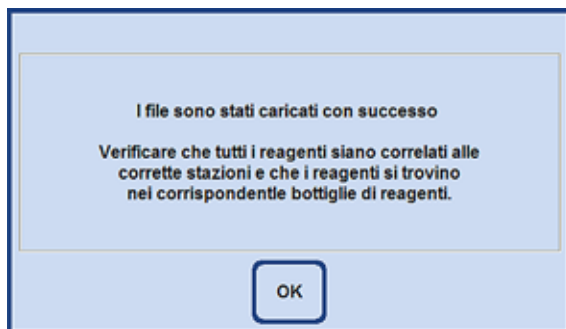 I file sono stati caricati con successo
Verificare che tutti i reagenti siano correlati alle
corrette stazioni e che i reagenti si trovino
nei corrispondentle bottiglie di reagenti.
OK